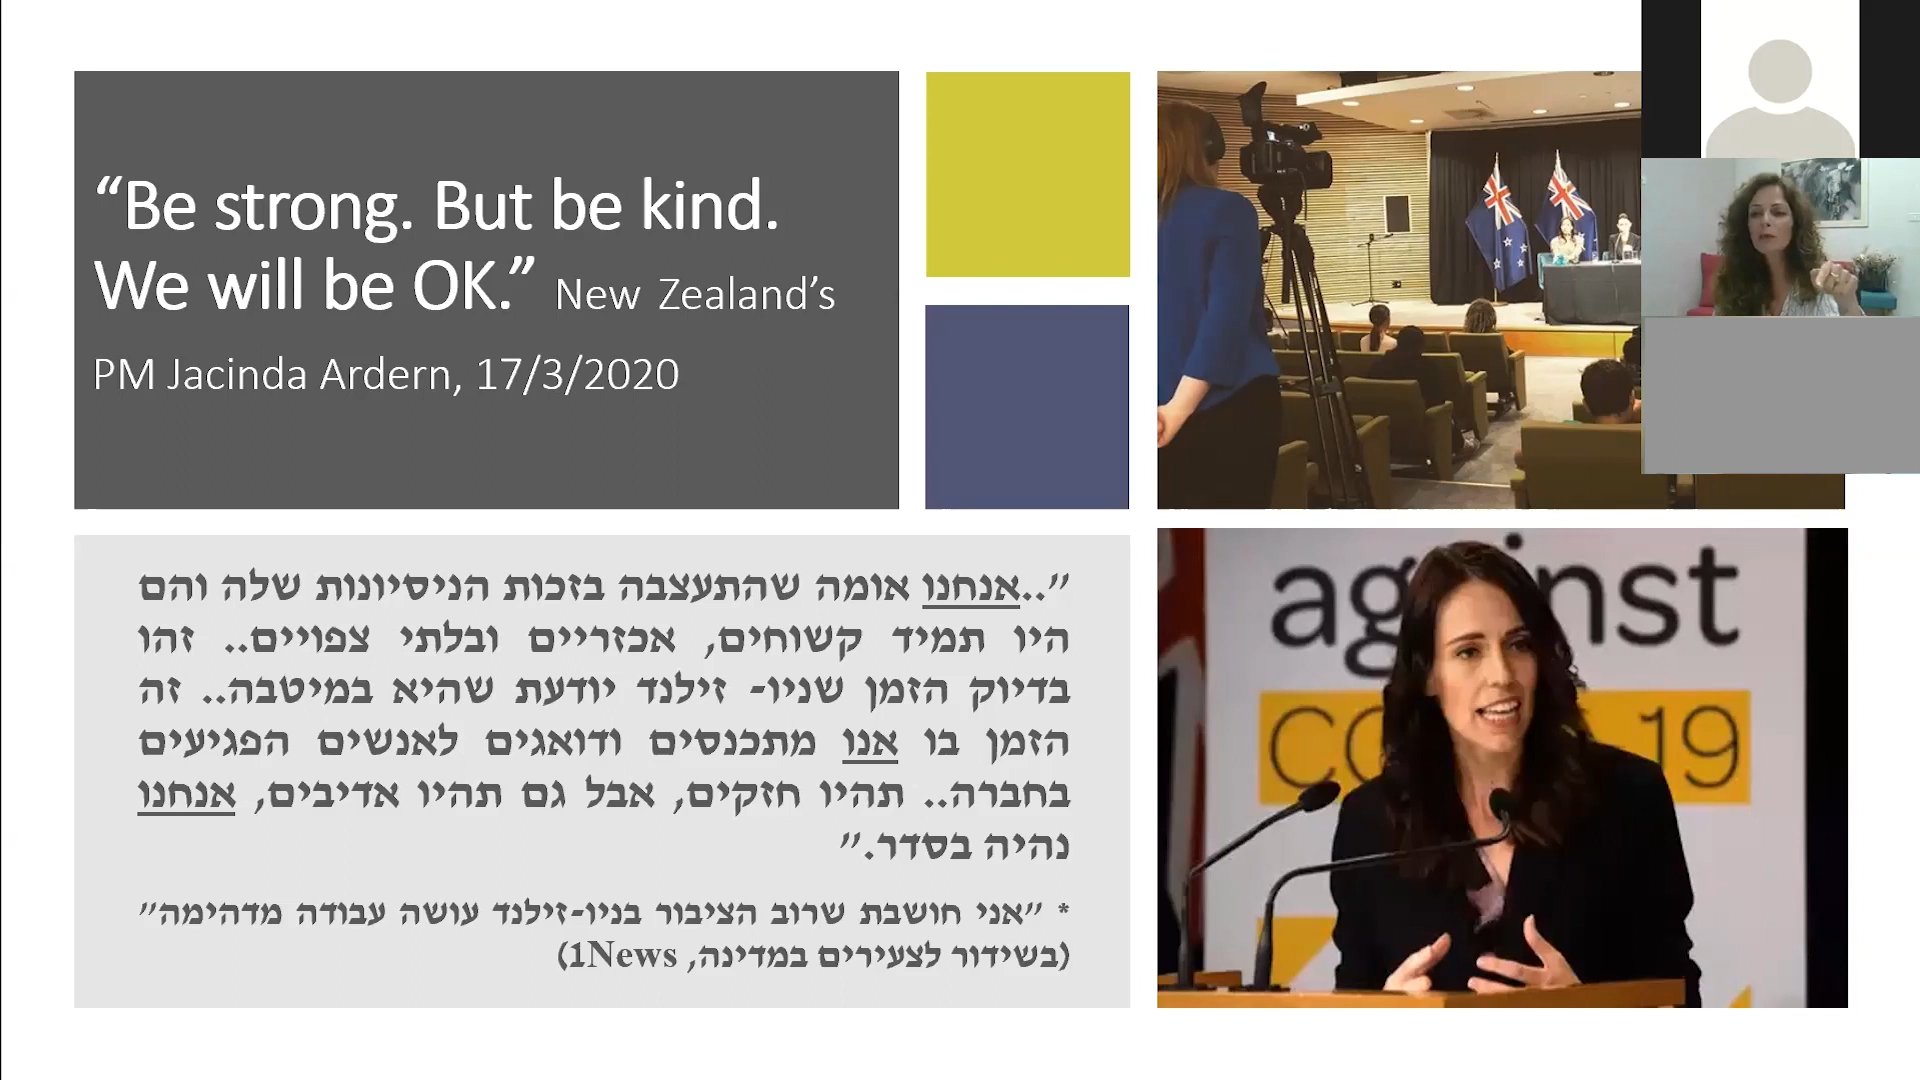 “Be strong. But be kind.
We will be OK.” New Zealand’s
PM Jacinda Ardern, 17/3/2020
״..אנחנו אומה שהתעצבה בזכות הניסיונות שלה והם
היו תמיד קשוחים, אכזריים ובלתי צפויים.. זהו
בדיוק הזמן שניו- זילנד יודעת שהיא במיטבה.. זה
הזמן בו אנו מתכנסים ודואגים לאנשים הפגיעים
בחברה.. תהיו חזקים, אבל גם תהיו אדיבים, אנחנו
נהיה בסדר.״
* ״אני חושבת שרוב הציבור בניו-זילנד עושה עבודה מדהימה״
(בשידור לצעירים במדינה, 1News)
against
CO -19